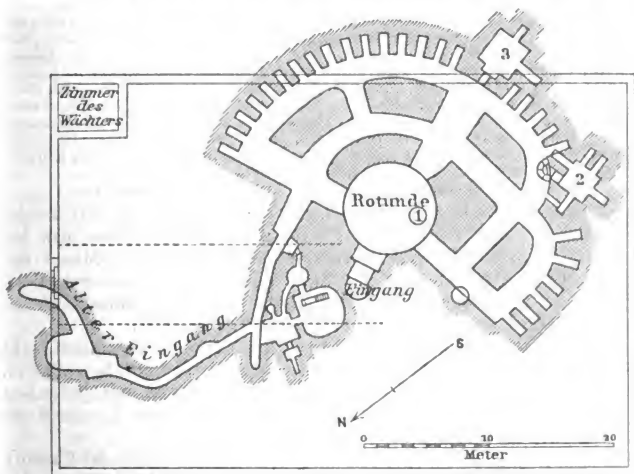 Zimmer
des
Wächters
3
2
Rotunde
1
Eingang
Alter Eingang
S
N
0 10 20
Meter